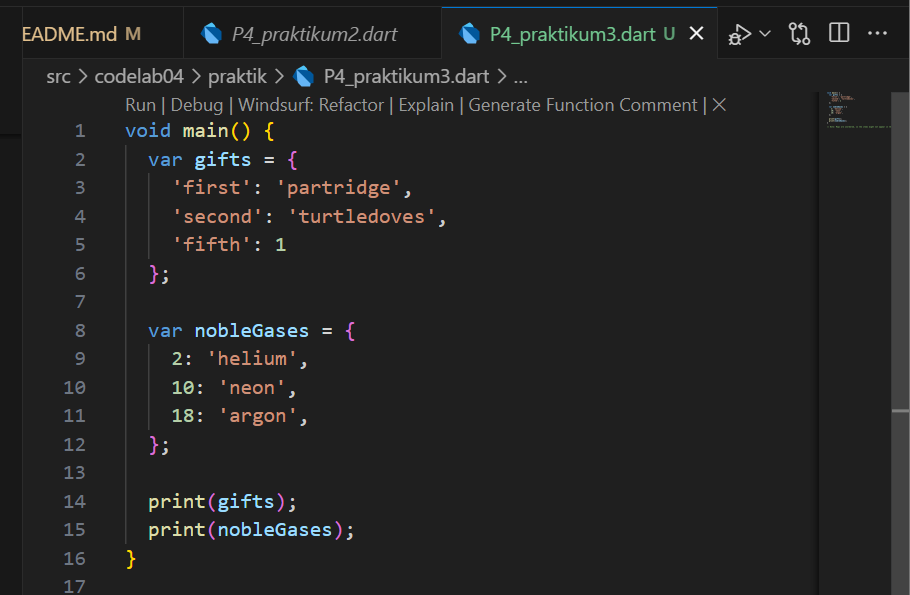 EADME.md M P4_praktikum2.dart P4_praktikum3.dart U
src > codelab04 > praktik > P4_praktikum3.dart > ...
Run | Debug | Windsurf: Refactor | Explain | Generate Function Comment | ×
1 void main() {
2   var gifts = {
3     'first': 'partridge',
4     'second': 'turtledoves',
5     'fifth': 1
6   };
7
8   var nobleGases = {
9     2: 'helium',
10     10: 'neon',
11     18: 'argon',
12   };
13
14   print(gifts);
15   print(nobleGases);
16 }
17